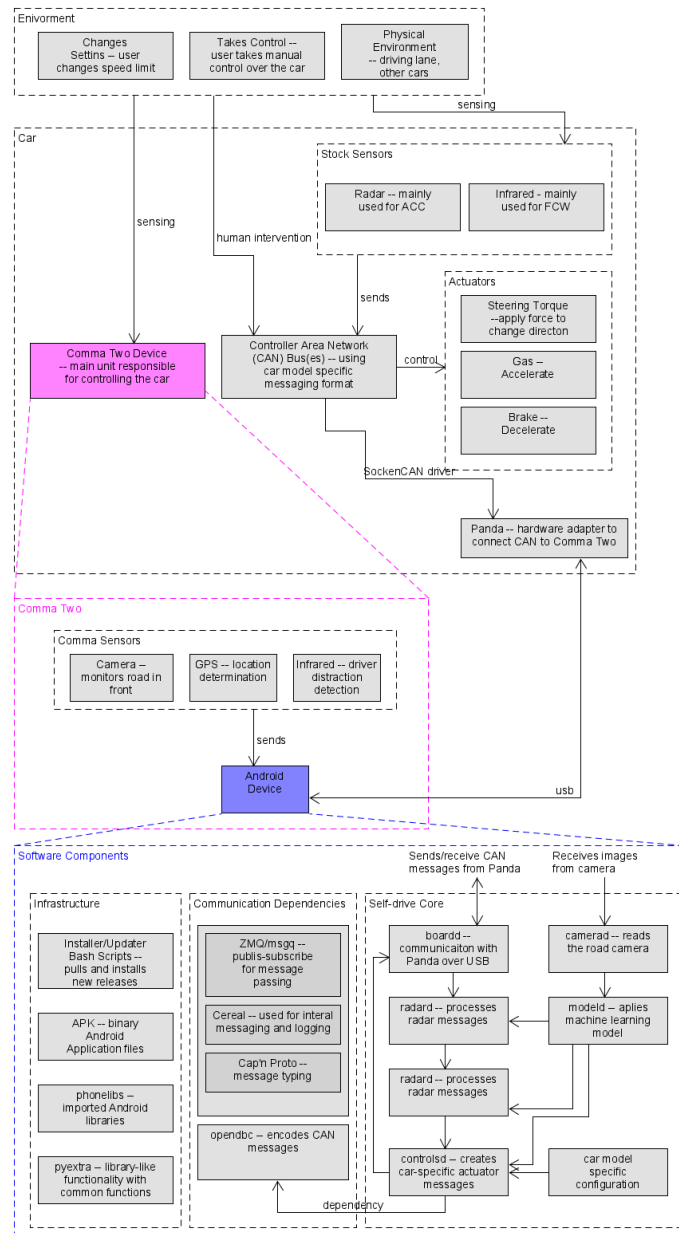 Enivorment
Changes
Settins -- user
changes speed limit
Takes Control --
user takes manual
control over the car
Physical
Environment
-- driving lane,
other cars
sensing
Car
Stock Sensors
Radar -- mainly
used for ACC
Infrared - mainly
used for FCW
sensing
human intervention
sends
Actuators
Steering Torque
--apply force to
change directon
Comma Two Device
-- main unit responsible
for controlling the car
Controller Area Network
(CAN) Bus(es) -- using
car model specific
messaging format
control
Gas --
Accelerate
Brake --
Decelerate
SockenCAN driver
Panda -- hardware adapter to
connect CAN to Comma Two
Comma Two
Comma Sensors
Camera --
monitors road in
front
GPS -- location
determination
Infrared -- driver
distraction
detection
sends
Android
Device
usb
Software Components
Sends/receive CAN
messages from Panda
Receives images
from camera
Infrastructure
Installer/Updater
Bash Scripts --
pulls and installs
new releases
APK -- binary
Android
Application files
phonelibs --
imported Android
libraries
pyextra -- library-like
functionality with
common functions
Communication Dependencies
ZMQ/msgq --
publis-subscribe
for message
passing
Cereal -- used for interal
messaging and logging
Cap'n Proto --
message typing
opendbc -- encodes CAN
messages
Self-drive Core
boardd --
communicaiton with
Panda over USB
camerad -- reads
the road camera
radard -- processes
radar messages
modeld -- aplies
machine learning
model
radard -- processes
radar messages
controlsd -- creates
car-specific actuator
messages
car model
specific
configuration
dependency